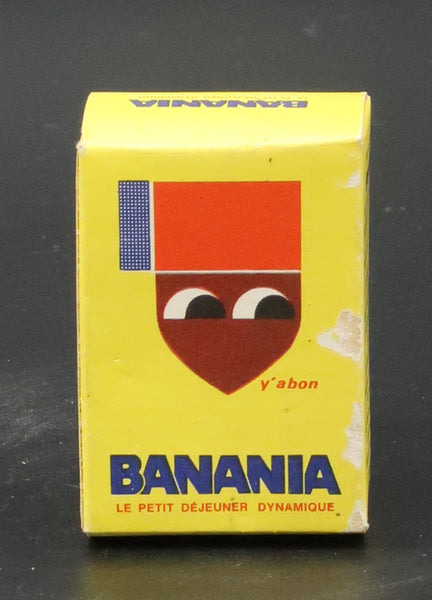 BANANIA
y'abon
BANANIA
LE PETIT DÉJEUNER DYNAMIQUE